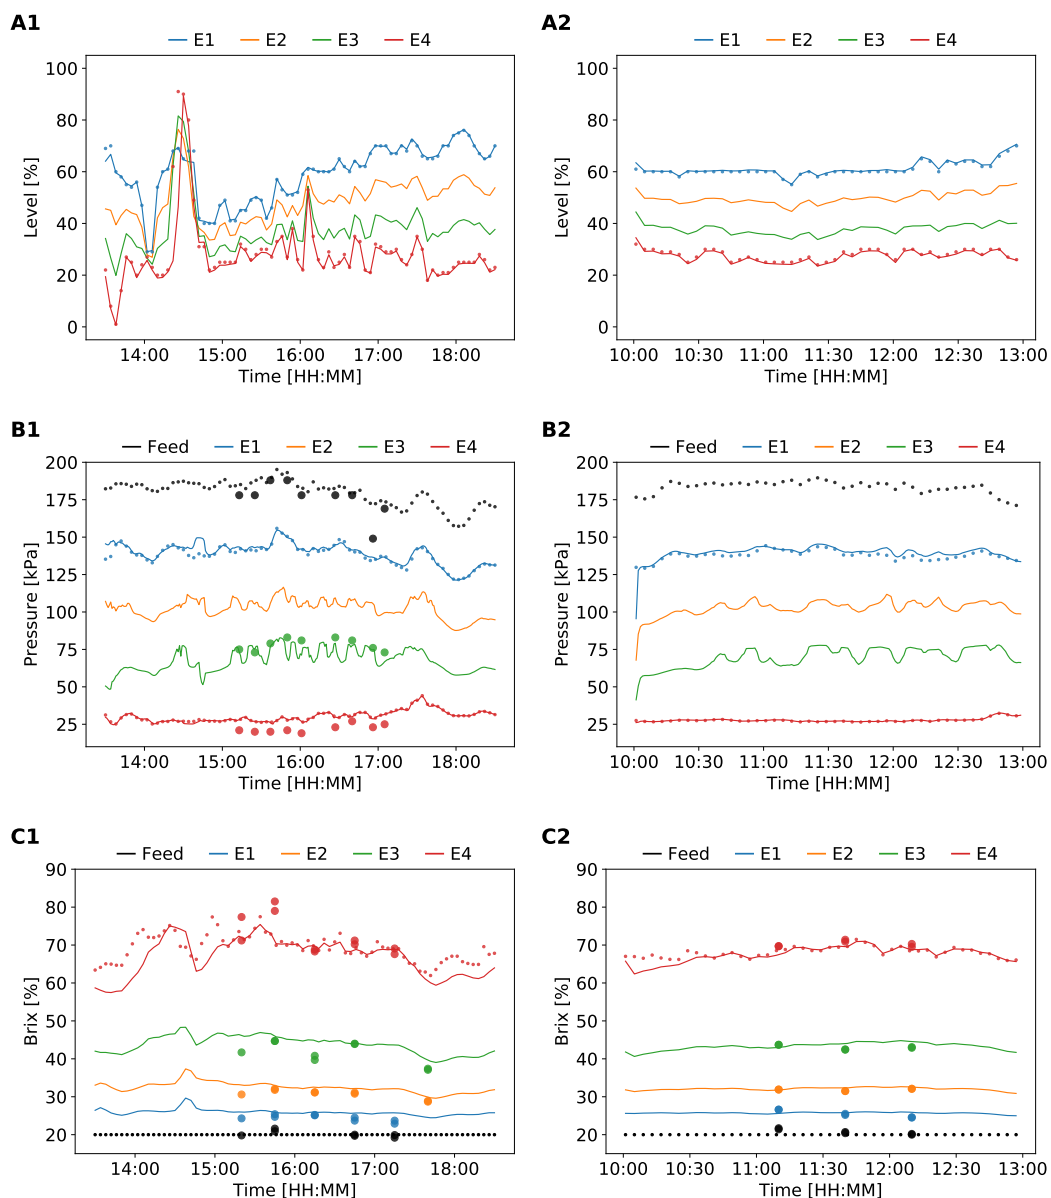 A1
E1 E2 E3 E4
Level [%]
100
80
60
40
20
0
14:00 15:00 16:00 17:00 18:00
Time [HH:MM]
A2
E1 E2 E3 E4
Level [%]
100
80
60
40
20
0
10:00 10:30 11:00 11:30 12:00 12:30 13:00
Time [HH:MM]
B1
Feed E1 E2 E3 E4
Pressure [kPa]
200
175
150
125
100
75
50
25
14:00 15:00 16:00 17:00 18:00
Time [HH:MM]
B2
Feed E1 E2 E3 E4
Pressure [kPa]
200
175
150
125
100
75
50
25
10:00 10:30 11:00 11:30 12:00 12:30 13:00
Time [HH:MM]
C1
Feed E1 E2 E3 E4
Brix [%]
90
80
70
60
50
40
30
20
14:00 15:00 16:00 17:00 18:00
Time [HH:MM]
C2
Feed E1 E2 E3 E4
Brix [%]
90
80
70
60
50
40
30
20
10:00 10:30 11:00 11:30 12:00 12:30 13:00
Time [HH:MM]